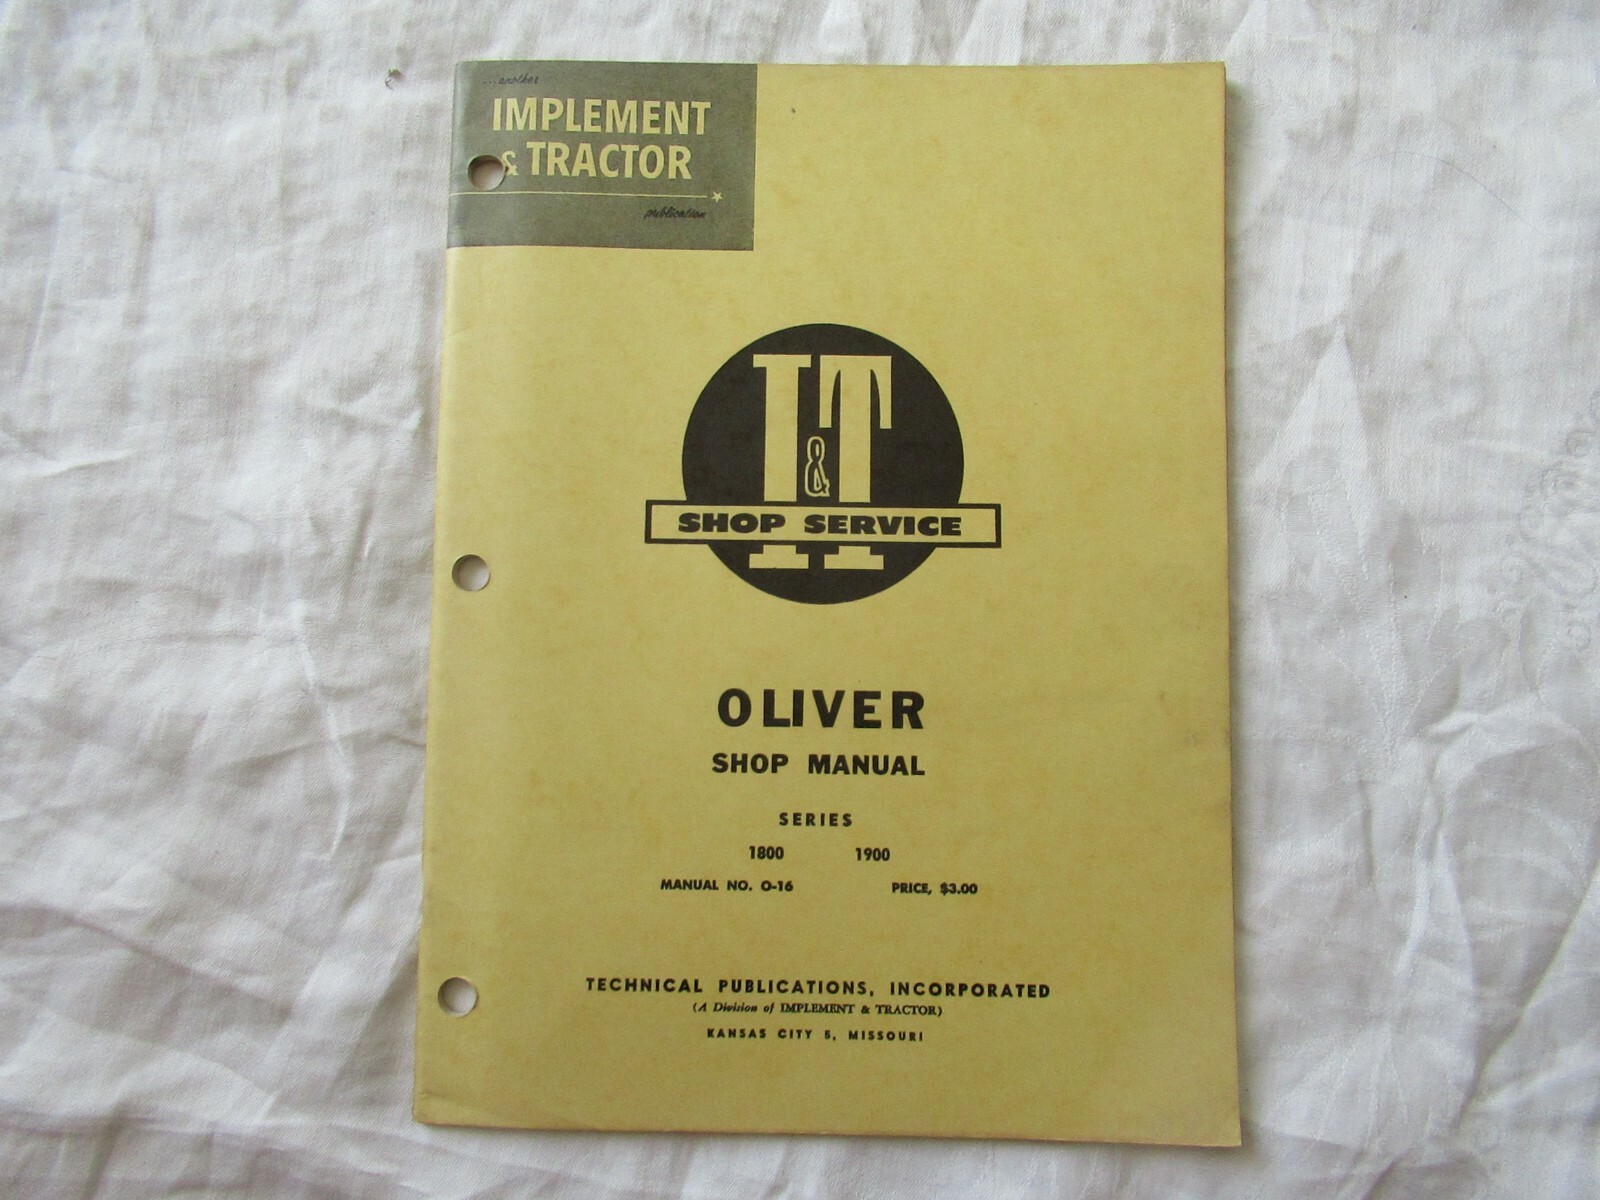 ...another
IMPLEMENT
& TRACTOR
publication
I&T
SHOP SERVICE
OLIVER
SHOP MANUAL
SERIES
1800 1900
MANUAL NO. O-16 PRICE, $3.00
TECHNICAL PUBLICATIONS, INCORPORATED
(A Division of IMPLEMENT & TRACTOR)
KANSAS CITY 5, MISSOURI